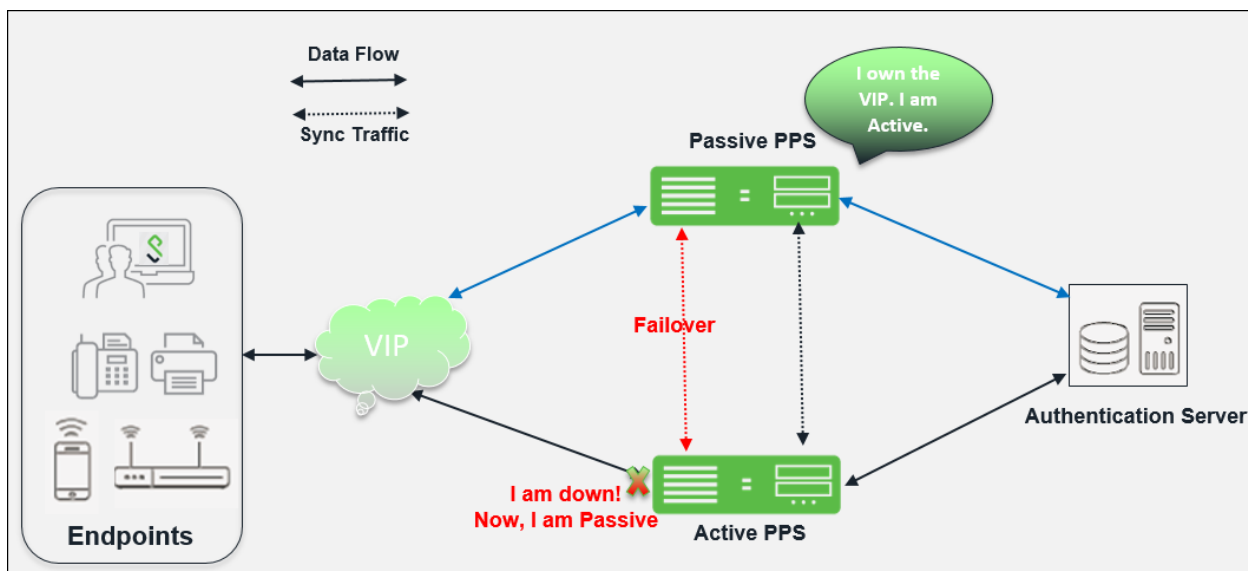 Data Flow
Sync Traffic
I own the
VIP. I am
Active.
Passive PPS
VIP
Failover
Authentication Server
I am down!
Now, I am Passive
Active PPS
Endpoints